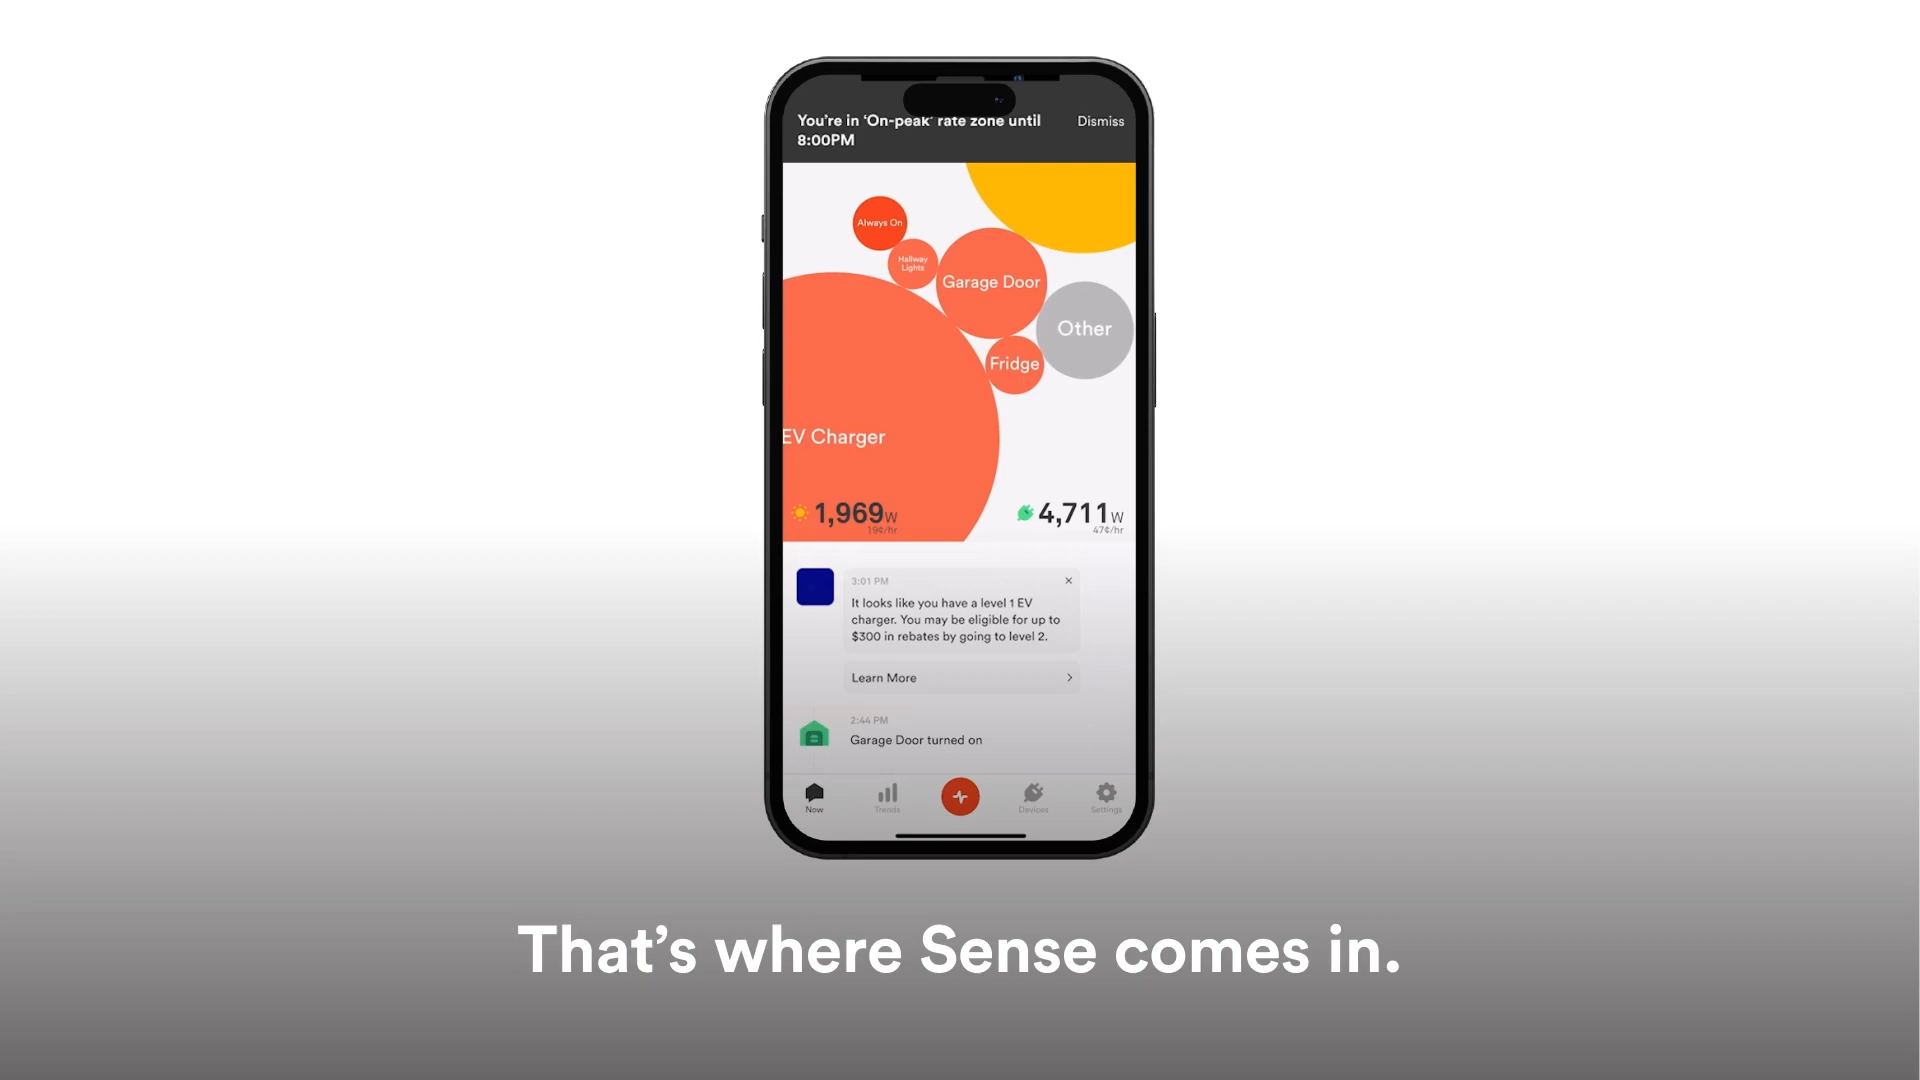 You're in 'On-peak' rate zone until
8:00PM
Dismiss
Always On
Hallway
Lights
Garage Door
Other
Fridge
EV Charger
1,969W
19¢/hr
4,711W
47¢/hr
3:01 PM
It looks like you have a level 1 EV
charger. You may be eligible for up to
$300 in rebates by going to level 2.
Learn More
2:44 PM
Garage Door turned on
Now
Trends
Devices
Settings
That's where Sense comes in.